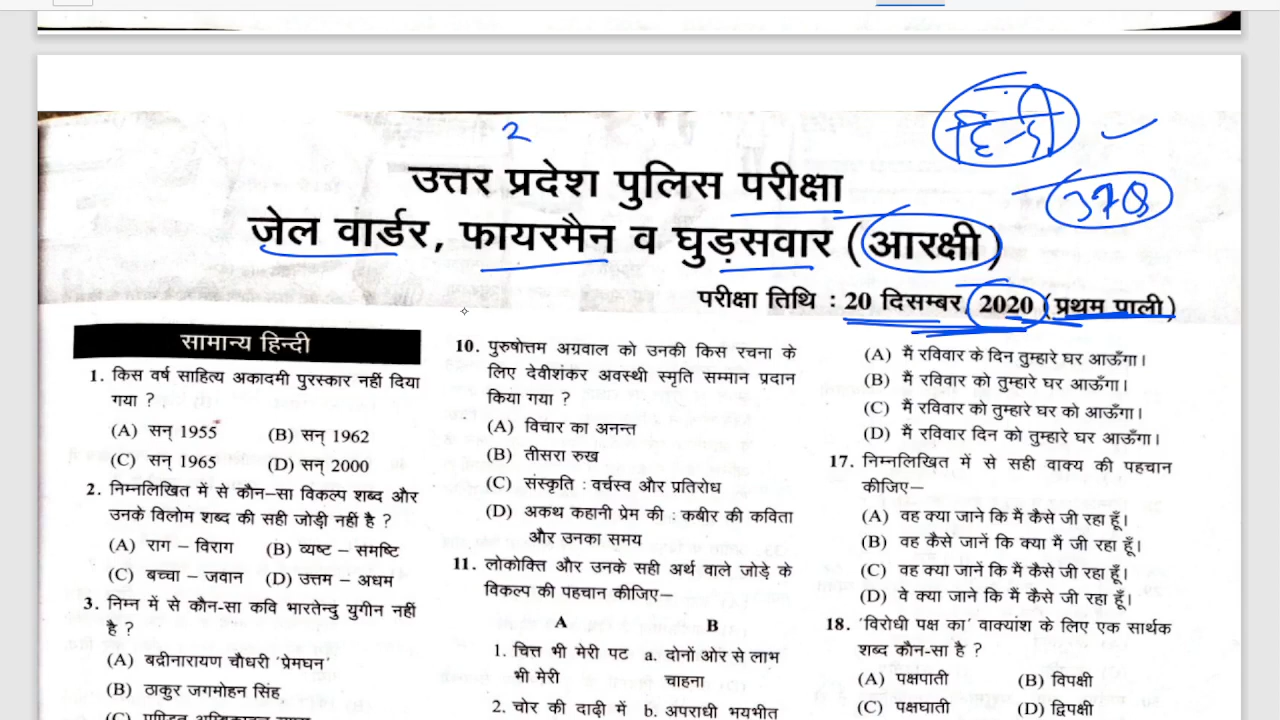 हिन्दी
2
उत्तर प्रदेश पुलिस परीक्षा
जेल वार्डर, फायरमैन व घुड़सवार (आरक्षी)
परीक्षा तिथि : 20 दिसम्बर, 2020 (प्रथम पाली)
सामान्य हिन्दी
1. किस वर्ष साहित्य अकादमी पुरस्कार नहीं दिया
गया ?
(A) सन् 1955 (B) सन् 1962
(C) सन् 1965 (D) सन् 2000
2. निम्नलिखित में से कौन–सा विकल्प शब्द और
उनके विलोम शब्द की सही जोड़ी नहीं है ?
(A) राग – विराग (B) व्यष्ट – समष्टि
(C) बच्चा – जवान (D) उत्तम – अधम
3. निम्न में से कौन-सा कवि भारतेन्दु युगीन नहीं
है ?
(A) बद्रीनारायण चौधरी ‘प्रेमघन’
(B) ठाकुर जगमोहन सिंह
(C)
10. पुरुषोत्तम अग्रवाल को उनकी किस रचना के
लिए देवीशंकर अवस्थी स्मृति सम्मान प्रदान
किया गया ?
(A) विचार का अनन्त
(B) तीसरा रुख
(C) संस्कृति : वर्चस्व और प्रतिरोध
(D) अकथ कहानी प्रेम की : कबीर की कविता
और उनका समय
11. लोकोक्ति और उनके सही अर्थ वाले जोड़े के
विकल्प की पहचान कीजिए–
A B
1. चित्त भी मेरी पट a. दोनों ओर से लाभ
भी मेरी चाहना
2. चोर की दाढ़ी में b. अपराधी भयभीत
(A) मैं रविवार के दिन तुम्हारे घर आऊँगा।
(B) मैं रविवार को तुम्हारे घर आऊँगा।
(C) मैं रविवार को तुम्हारे घर को आऊँगा।
(D) मैं रविवार दिन को तुम्हारे घर आऊँगा।
17. निम्नलिखित में से सही वाक्य की पहचान
कीजिए–
(A) वह क्या जाने कि मैं कैसे जी रहा हूँ।
(B) वह कैसे जानें कि क्या मैं जी रहा हूँ।
(C) वह क्या जानें कि मैं कैसे जी रहा हूँ।
(D) वे क्या जाने कि मैं कैसे जी रहा हूँ।
18. ‘विरोधी पक्ष का’ वाक्यांश के लिए एक सार्थक
शब्द कौन-सा है ?
(A) पक्षपाती (B) विपक्षी
(C) पक्षघाती (D) द्विपक्षी